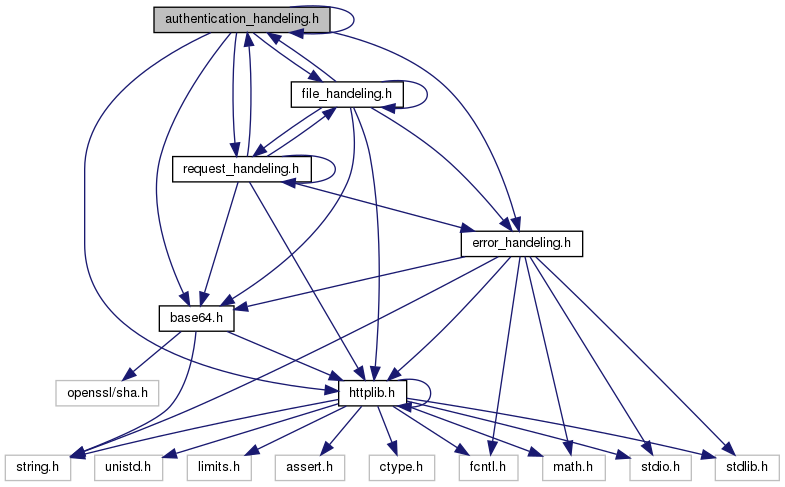 authentication_handeling.h
file_handeling.h
request_handeling.h
error_handeling.h
base64.h
openssl/sha.h
httplib.h
string.h
unistd.h
limits.h
assert.h
ctype.h
fcntl.h
math.h
stdio.h
stdlib.h